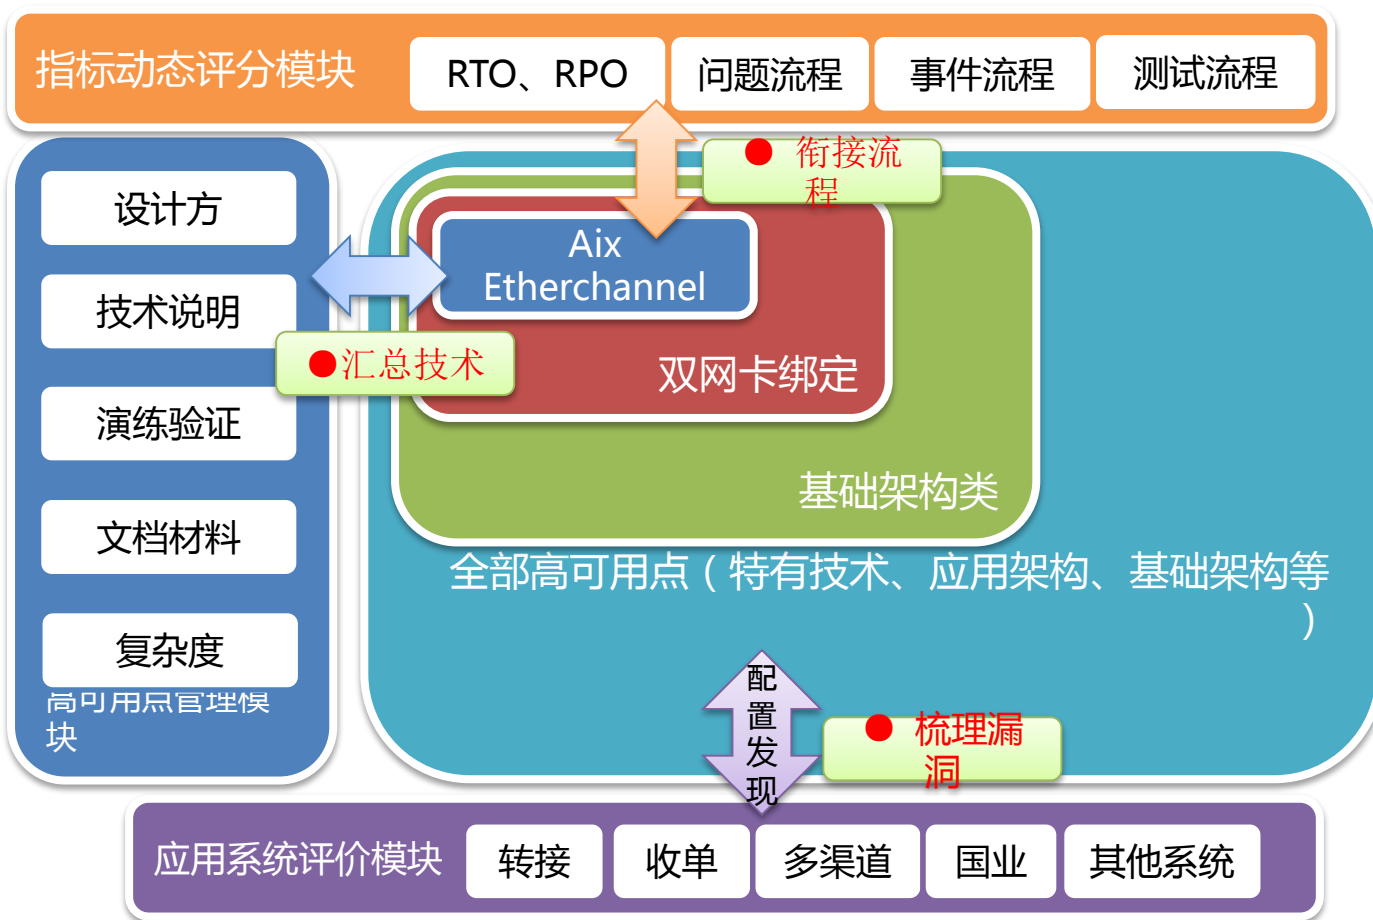 指标动态评分模块
RTO、RPO
问题流程
事件流程
测试流程
● 衔接流
程
设计方
技术说明
演练验证
文档材料
复杂度
高可用点管理模
块
Aix
Etherchannel
●汇总技术
双网卡绑定
基础架构类
全部高可用点（特有技术、应用架构、基础架构等
）
配
置
发
现
● 梳理漏
洞
应用系统评价模块
转接
收单
多渠道
国业
其他系统